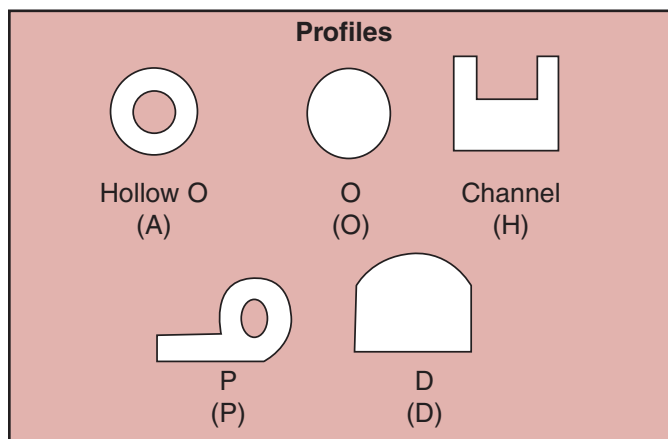 Profiles
Hollow O
(A)
O
(O)
Channel
(H)
P
(P)
D
(D)